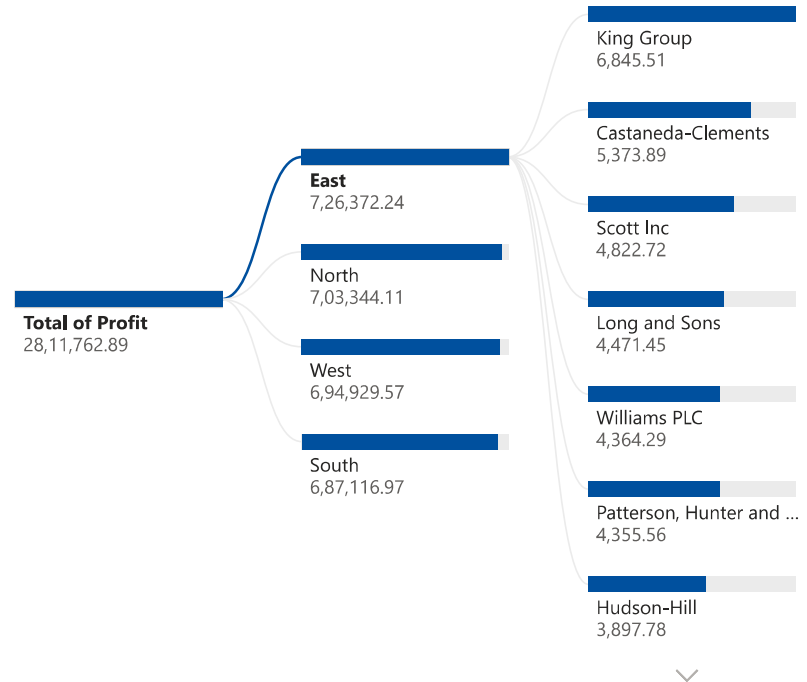 Total of Profit
28,11,762.89
East
7,26,372.24
North
7,03,344.11
West
6,94,929.57
South
6,87,116.97
King Group
6,845.51
Castaneda-Clements
5,373.89
Scott Inc
4,822.72
Long and Sons
4,471.45
Williams PLC
4,364.29
Patterson, Hunter and ...
4,355.56
Hudson-Hill
3,897.78